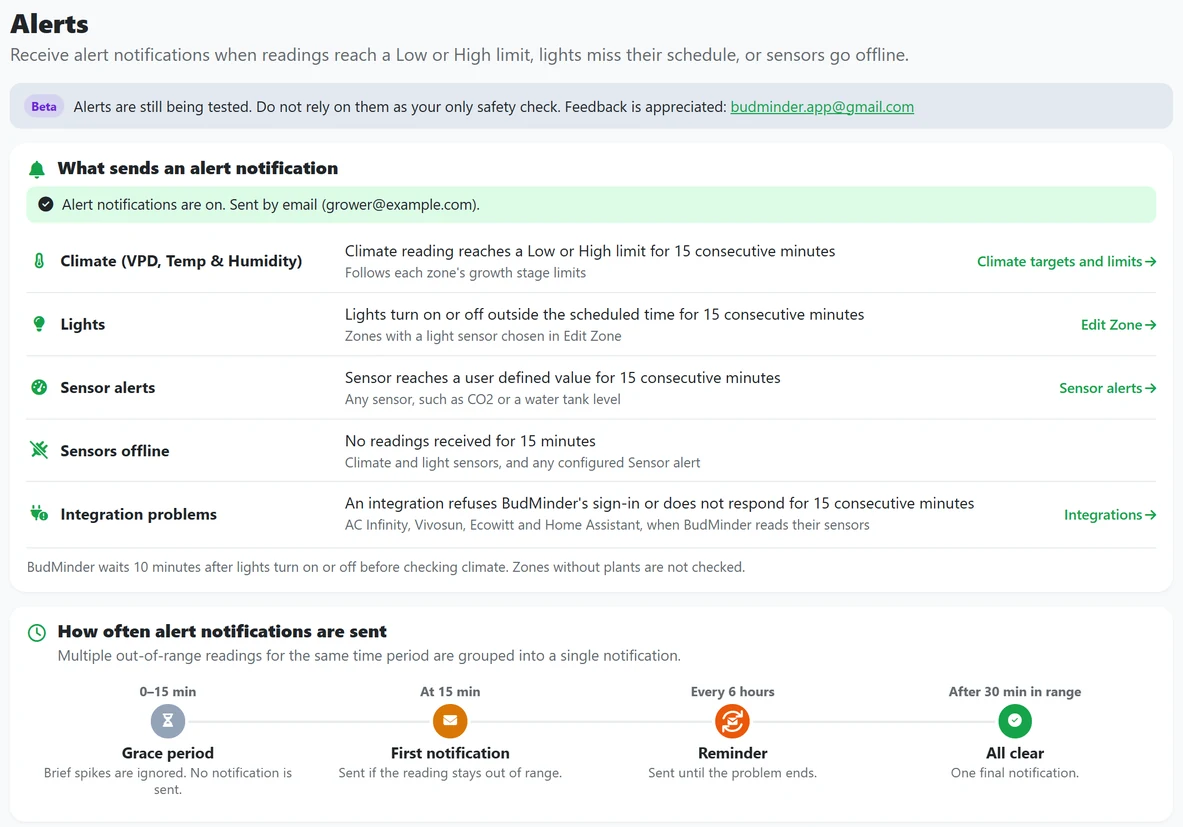 Alerts
Receive alert notifications when readings reach a Low or High limit, lights miss their schedule, or sensors go offline.
Beta Alerts are still being tested. Do not rely on them as your only safety check. Feedback is appreciated: budminder.app@gmail.com
What sends an alert notification
Alert notifications are on. Sent by email (grower@example.com).
Climate (VPD, Temp & Humidity)
Climate reading reaches a Low or High limit for 15 consecutive minutes
Follows each zone's growth stage limits
Climate targets and limits→
Lights
Lights turn on or off outside the scheduled time for 15 consecutive minutes
Zones with a light sensor chosen in Edit Zone
Edit Zone→
Sensor alerts
Sensor reaches a user defined value for 15 consecutive minutes
Any sensor, such as CO2 or a water tank level
Sensor alerts→
Sensors offline
No readings received for 15 minutes
Climate and light sensors, and any configured Sensor alert
Integration problems
An integration refuses BudMinder's sign-in or does not respond for 15 consecutive minutes
AC Infinity, Vivosun, Ecowitt and Home Assistant, when BudMinder reads their sensors
Integrations→
BudMinder waits 10 minutes after lights turn on or off before checking climate. Zones without plants are not checked.
How often alert notifications are sent
Multiple out-of-range readings for the same time period are grouped into a single notification.
0–15 min
Grace period
Brief spikes are ignored. No notification is
sent.
At 15 min
First notification
Sent if the reading stays out of range.
Every 6 hours
Reminder
Sent until the problem ends.
After 30 min in range
All clear
One final notification.